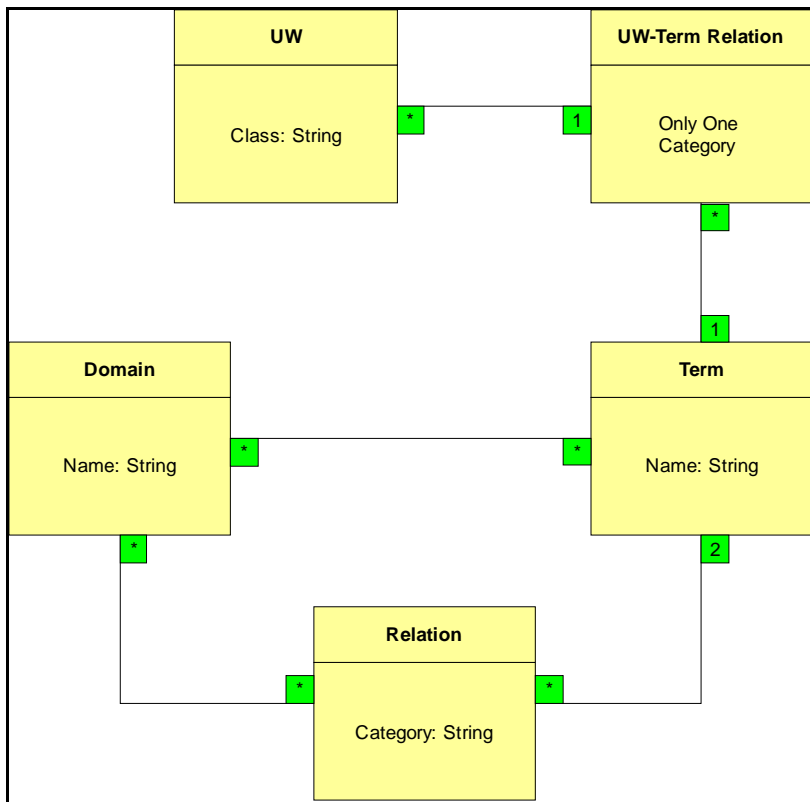 UW
UW-Term Relation
Class: String
*
1
Only One
Category
*
1
Domain
Term
Name: String
*
*
Name: String
*
2
Relation
*
*
Category: String